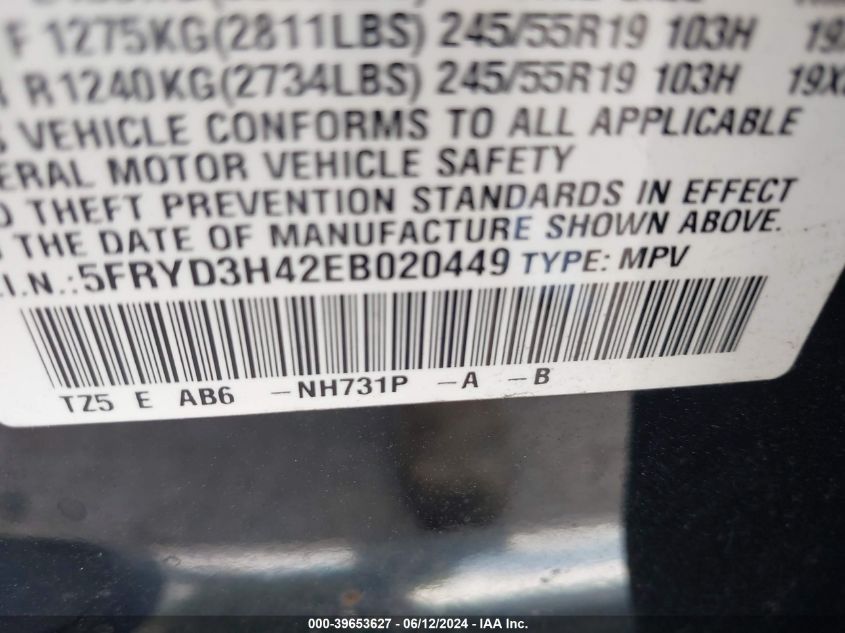 F 1275KG(2811LBS) 245/55R19 103H 19X
R 1240KG(2734LBS) 245/55R19 103H 19X
VEHICLE CONFORMS TO ALL APPLICABLE
ERAL MOTOR VEHICLE SAFETY
THEFT PREVENTION STANDARDS IN EFFECT
THE DATE OF MANUFACTURE SHOWN ABOVE.
.I.N.:5FRYD3H42EB020449 TYPE: MPV
TZ5 E AB6 -NH731P -A -B
000-39653627 - 06/12/2024 - IAA Inc.